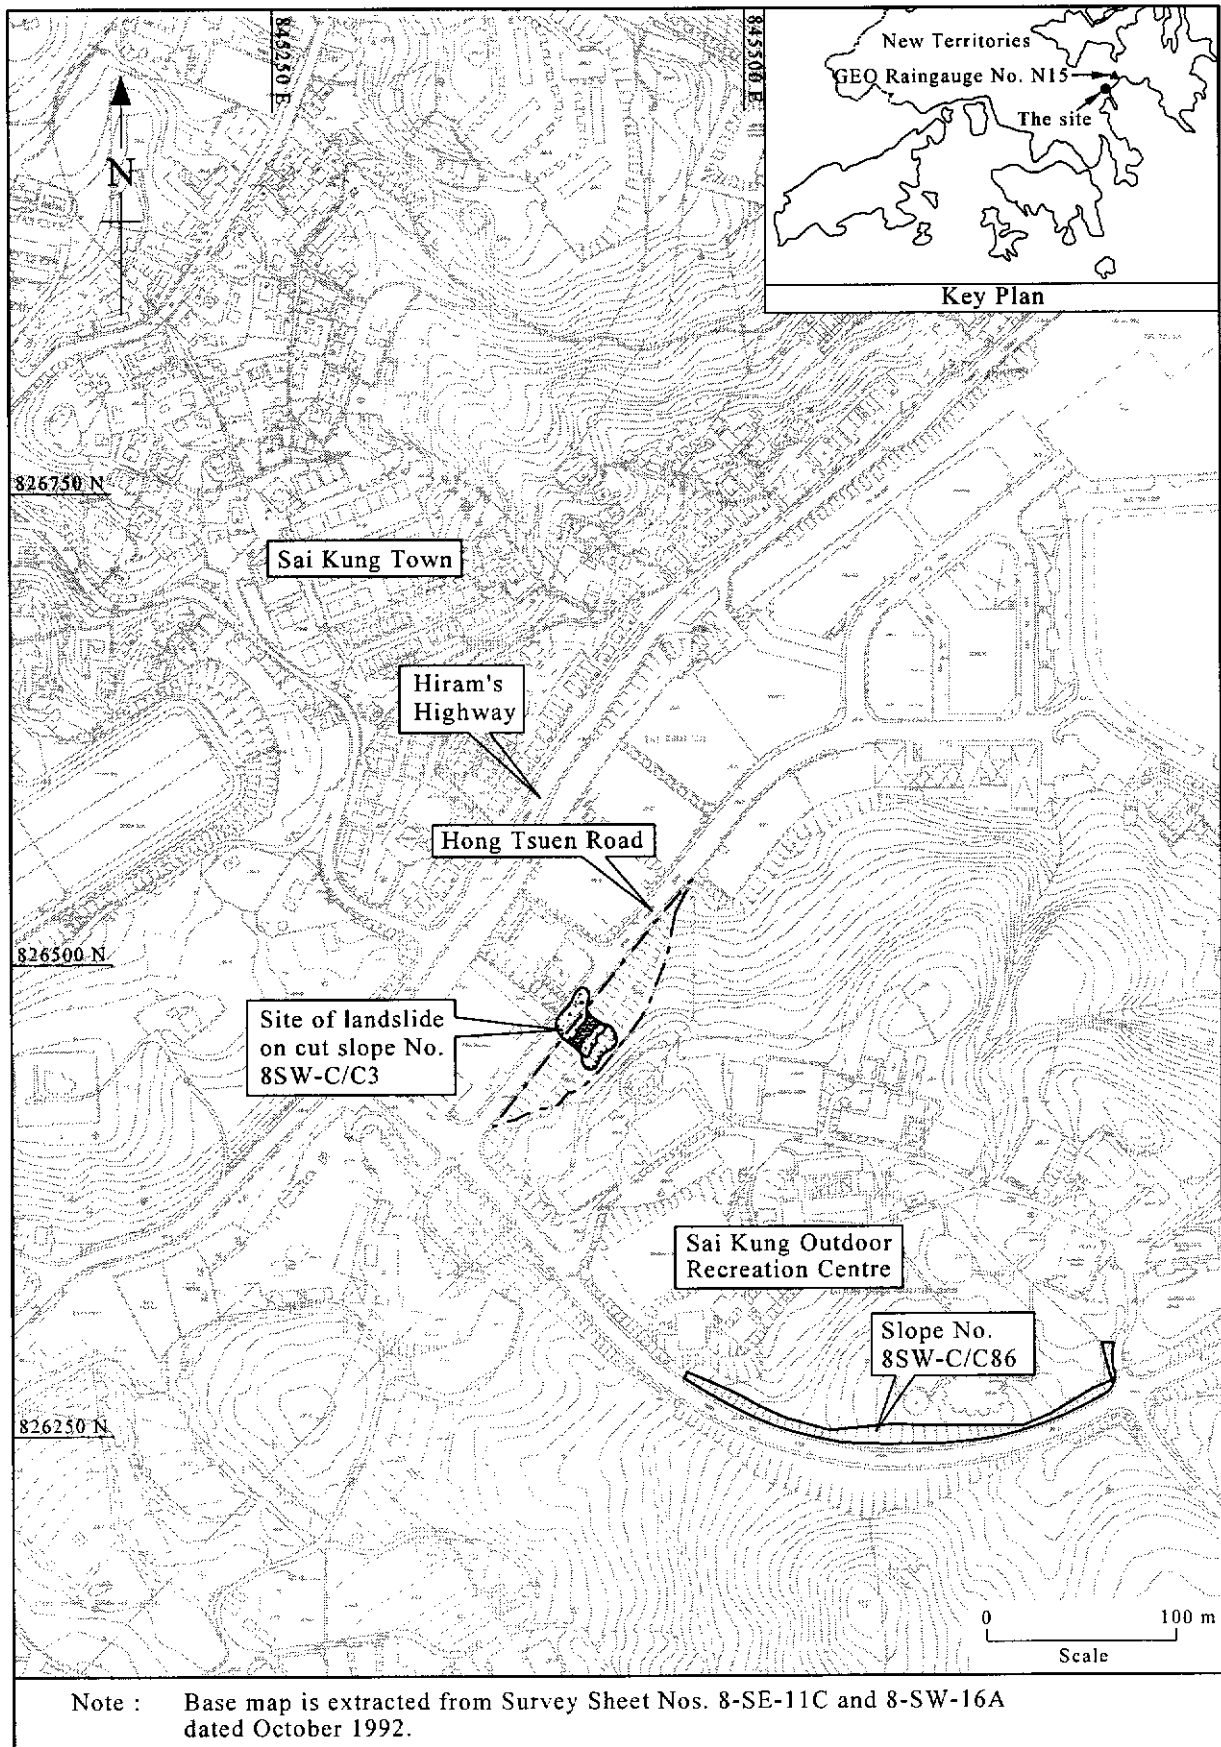 845250 E
845500 E
New Territories
GEO Raingauge No. N15
The site
Key Plan
N
826750 N
Sai Kung Town
Hiram's
Highway
Hong Tsuen Road
826500 N
Site of landslide
on cut slope No.
8SW-C/C3
Sai Kung Outdoor
Recreation Centre
Slope No.
8SW-C/C86
826250 N
0 100 m
Scale
Note : Base map is extracted from Survey Sheet Nos. 8-SE-11C and 8-SW-16A
dated October 1992.